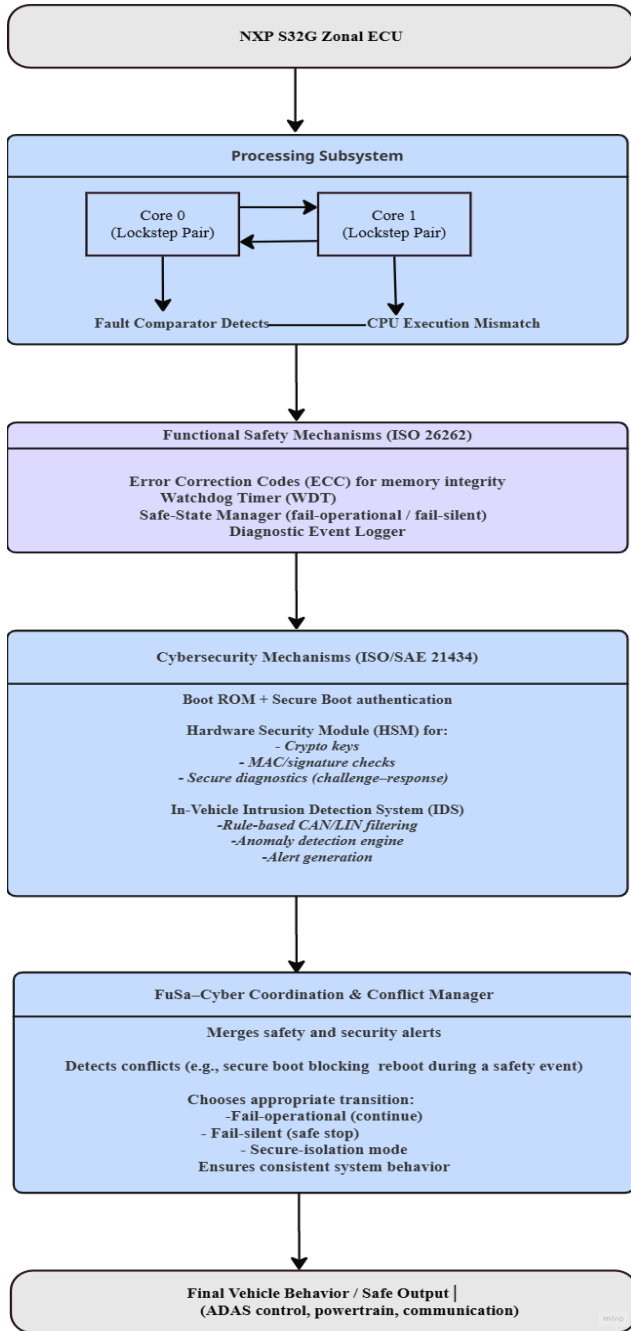 NXP S32G Zonal ECU
Processing Subsystem
Core 0
(Lockstep Pair)
Core 1
(Lockstep Pair)
Fault Comparator Detects
CPU Execution Mismatch
Functional Safety Mechanisms (ISO 26262)
Error Correction Codes (ECC) for memory integrity
Watchdog Timer (WDT)
Safe-State Manager (fail-operational / fail-silent)
Diagnostic Event Logger
Cybersecurity Mechanisms (ISO/SAE 21434)
Boot ROM + Secure Boot authentication
Hardware Security Module (HSM) for:
- Crypto keys
- MAC/signature checks
- Secure diagnostics (challenge–response)
In-Vehicle Intrusion Detection System (IDS)
-Rule-based CAN/LIN filtering
-Anomaly detection engine
-Alert generation
FuSa–Cyber Coordination & Conflict Manager
Merges safety and security alerts
Detects conflicts (e.g., secure boot blocking reboot during a safety event)
Chooses appropriate transition:
-Fail-operational (continue)
- Fail-silent (safe stop)
- Secure-isolation mode
Ensures consistent system behavior
Final Vehicle Behavior / Safe Output |
(ADAS control, powertrain, communication)
miro